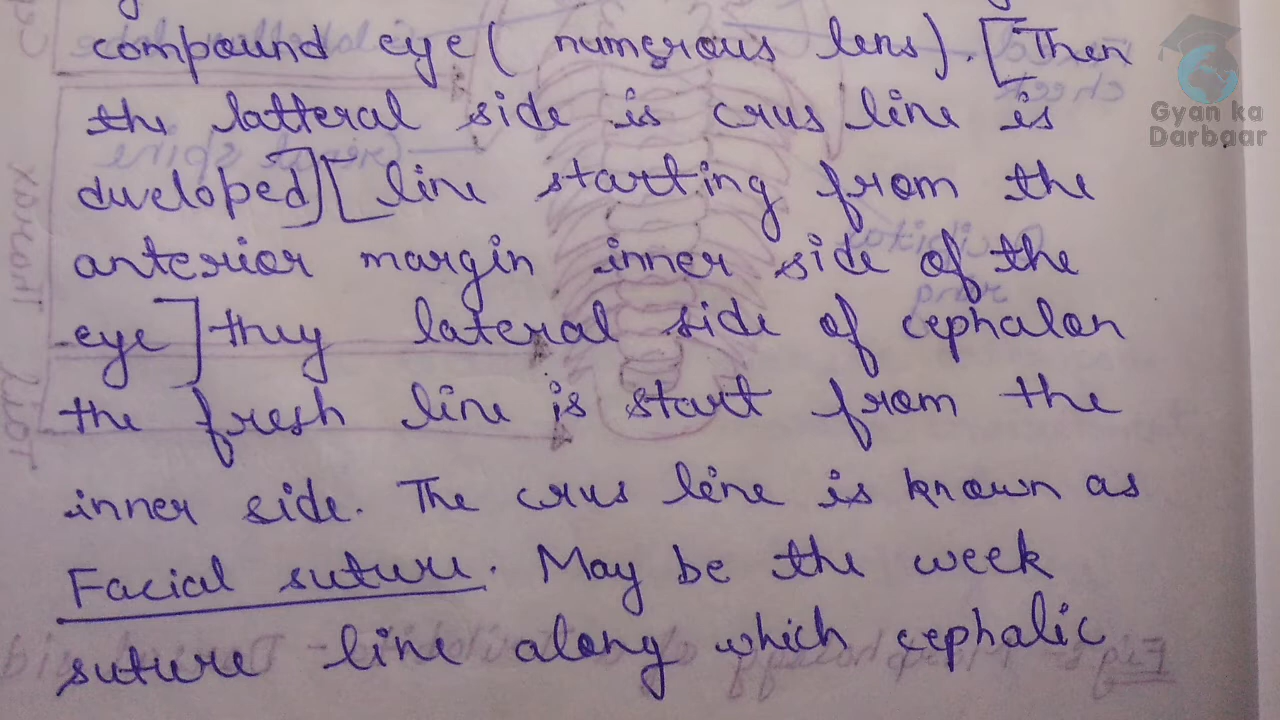 compound eye ( numerous lens). [Then
the latteral side is crus line is
dveloped] [line starting from the
anterior margin inner side of the
eye] they lateral side of cephalon
the fresh line is start from the
inner side. The crus line is known as
Facial suture. May be the week
suture line along which cephalic
Gyan ka
Darbaar